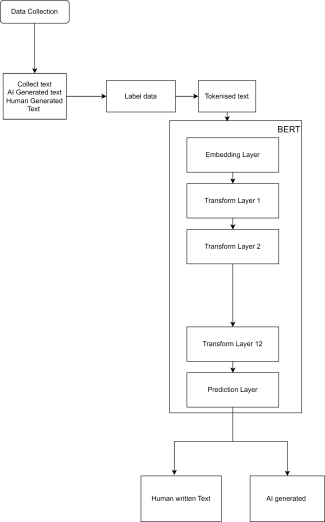 Data Collection
Collect text
AI Generated text
Human Generated
Text
Label data
Tokenised text
BERT
Embedding Layer
Transform Layer 1
Transform Layer 2
Transform Layer 12
Prediction Layer
Human written Text
AI generated